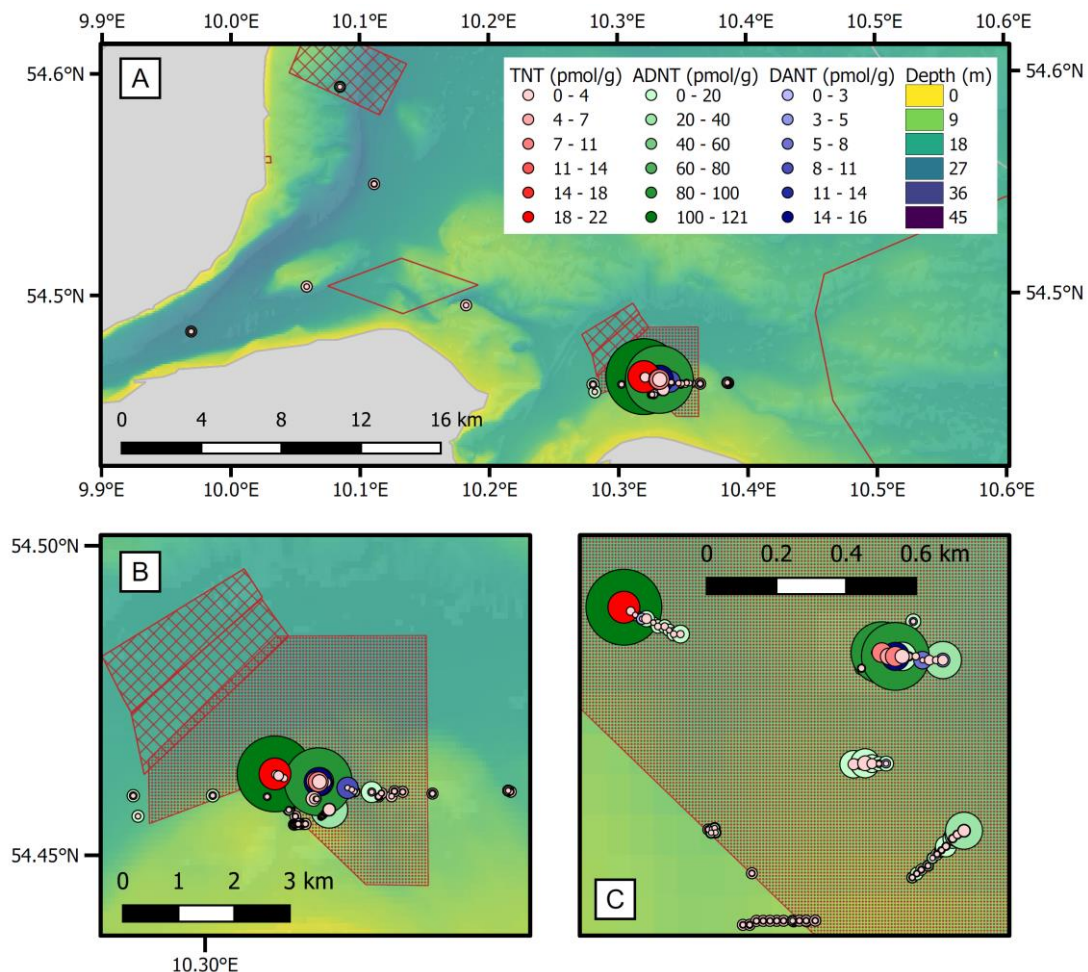 9.9°E 10.0°E 10.1°E 10.2°E 10.3°E 10.4°E 10.5°E 10.6°E
A
54.6°N 54.6°N
TNT (pmol/g) ADNT (pmol/g) DANT (pmol/g) Depth (m)
0 - 4 0 - 20 0 - 3 0
4 - 7 20 - 40 3 - 5 9
7 - 11 40 - 60 5 - 8 18
11 - 14 60 - 80 8 - 11 27
14 - 18 80 - 100 11 - 14 36
18 - 22 100 - 121 14 - 16 45
54.5°N 54.5°N
0 4 8 12 16 km
9.9°E 10.0°E 10.1°E 10.2°E 10.3°E 10.4°E 10.5°E 10.6°E
54.50°N
B
54.45°N
0 1 2 3 km
10.30°E
0 0.2 0.4 0.6 km
C